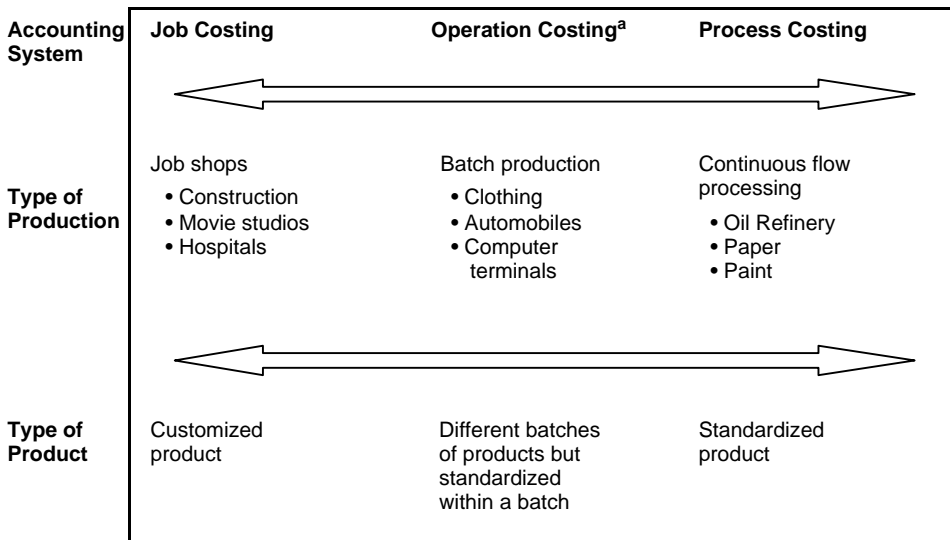 Accounting System
Job Costing
Operation Costingᵃ
Process Costing
Type of Production
Job shops
• Construction
• Movie studios
• Hospitals
Batch production
• Clothing
• Automobiles
• Computer
terminals
Continuous flow
processing
• Oil Refinery
• Paper
• Paint
Type of
Product
Customized
product
Different batches
of products but
standardized
within a batch
Standardized
product